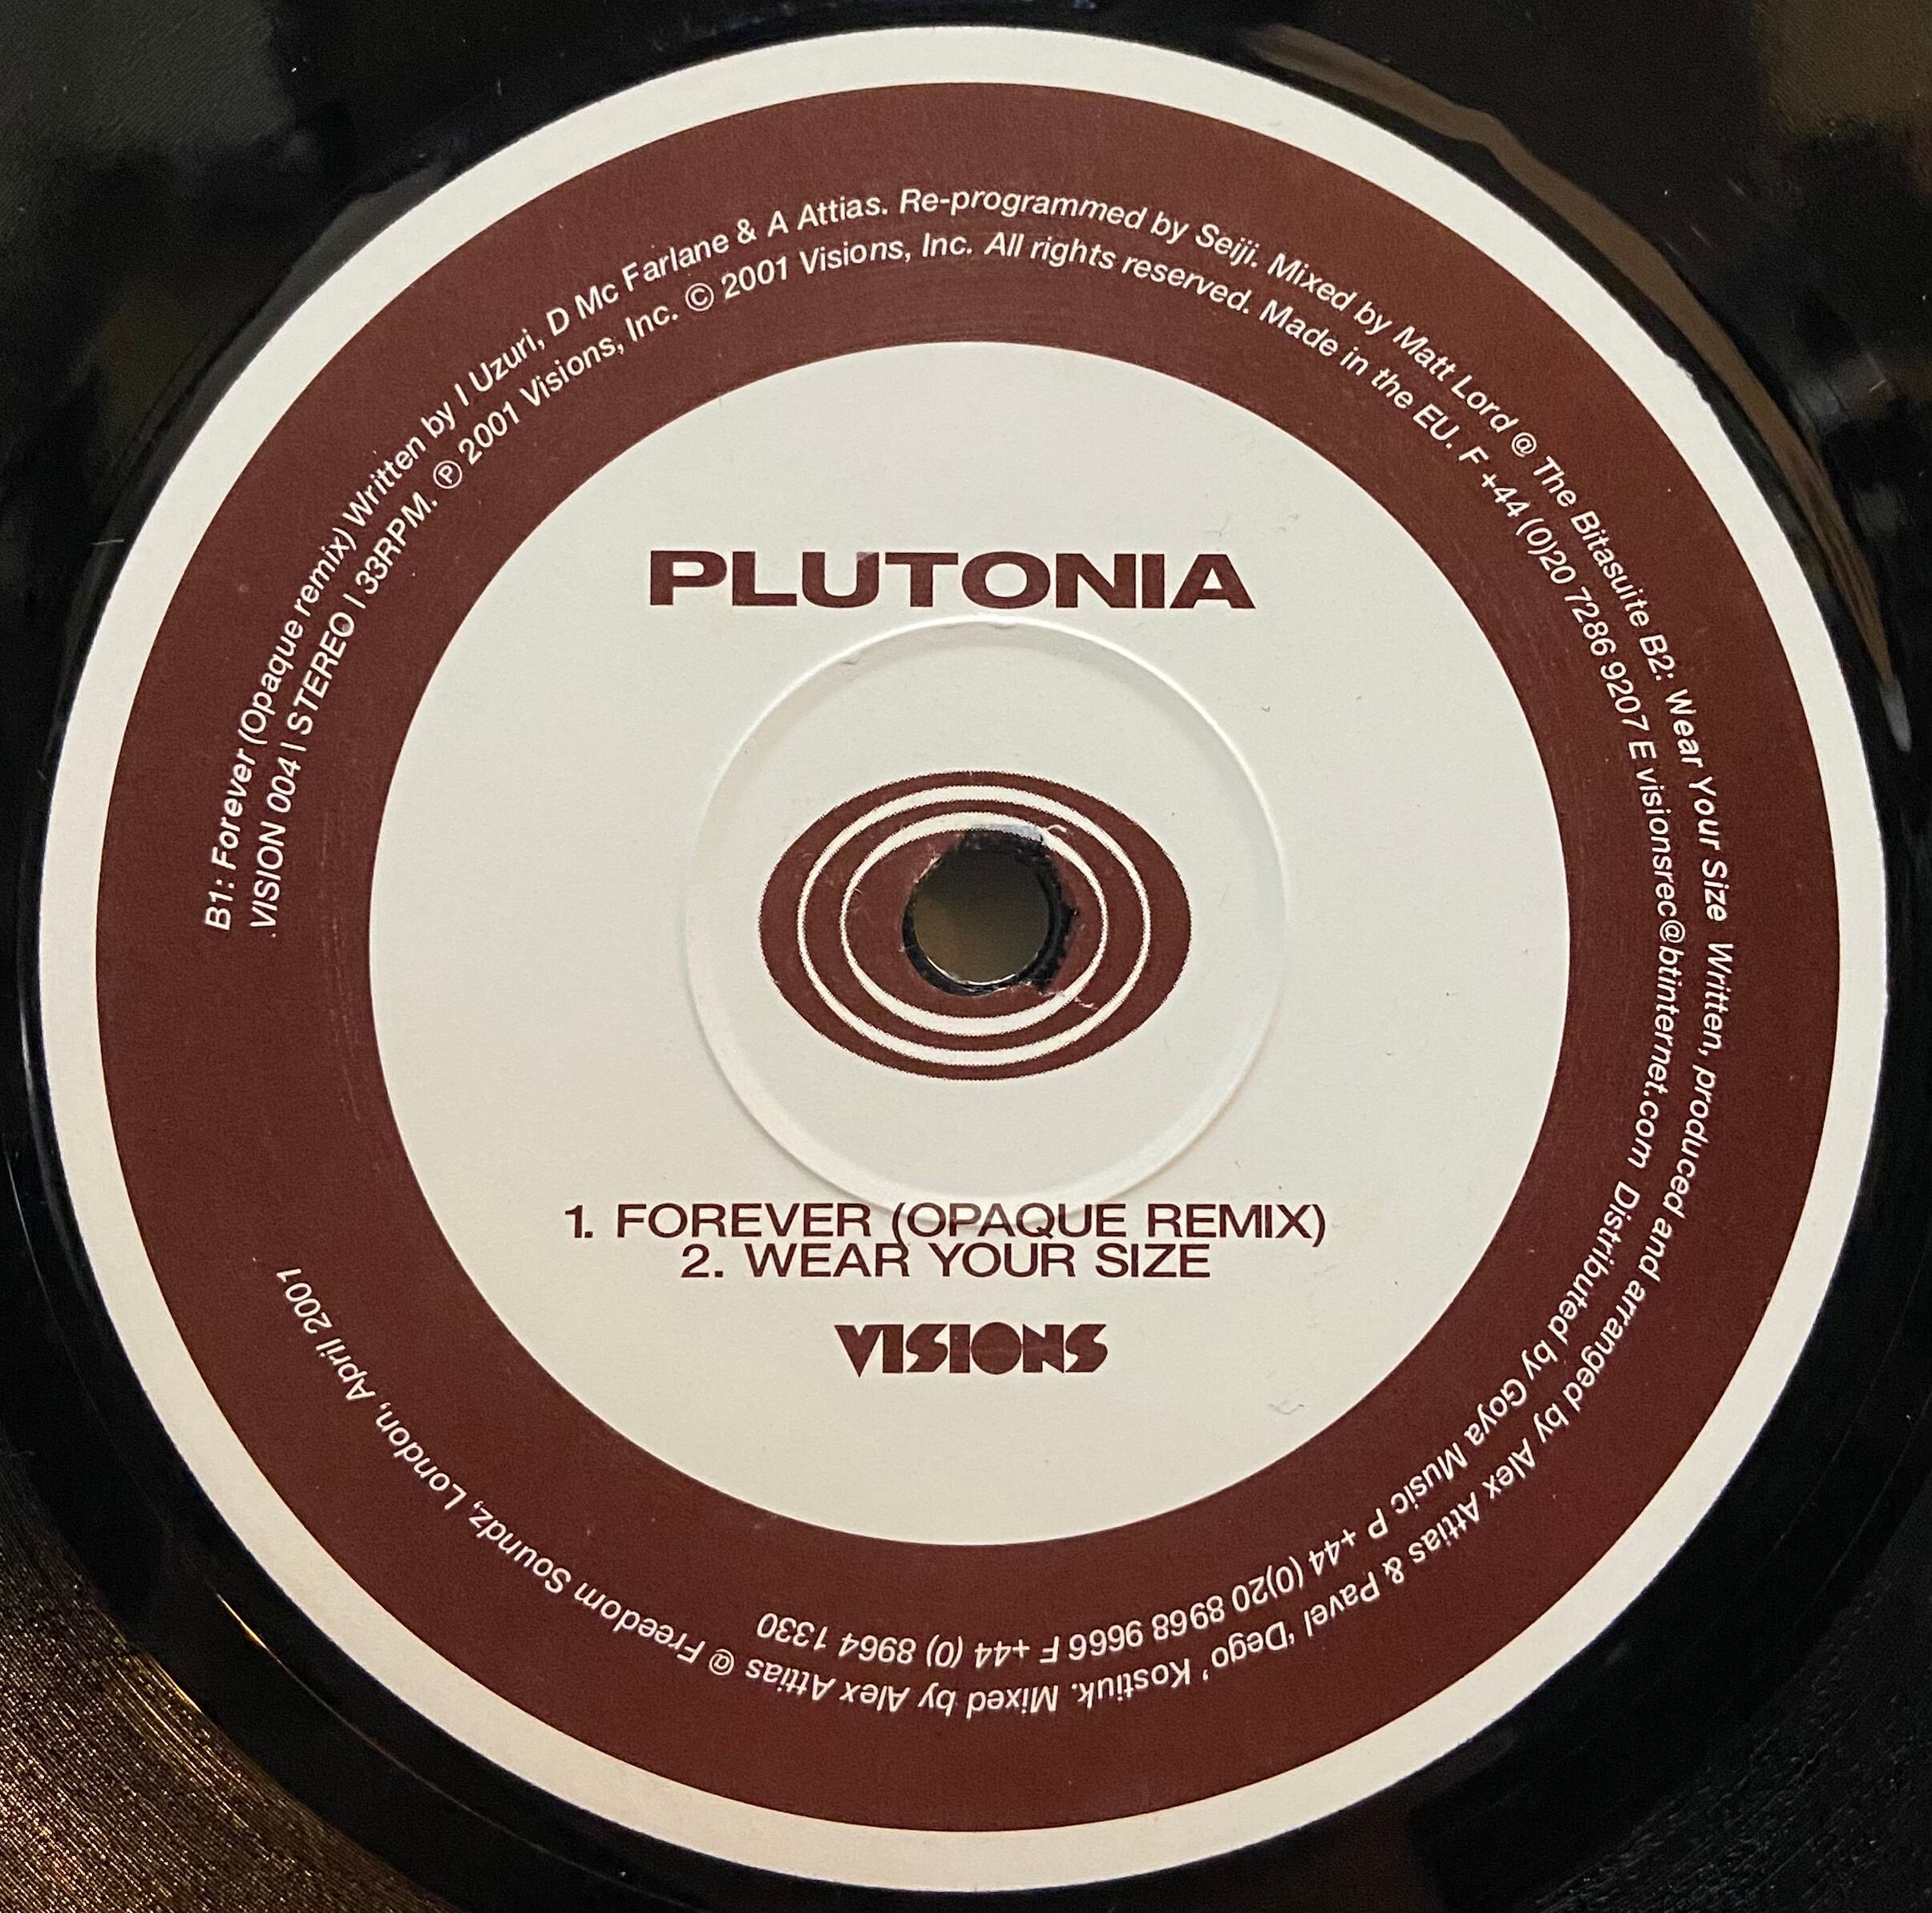 B1: Forever (Opaque remix) Written by I Uzuri, D Mc Farlane & A Attias. Re-programmed by Seiji. Mixed by Matt Lord @ The Bitasuite B2: Wear Your Size Written, produced and arranged by Alex Attias & Pavel 'Dego' Kostiuk. Mixed by Alex Attias @ Freedom Soundz, London, April 2001
VISION 004 I STEREO I 33RPM. ℗ 2001 Visions, Inc. © 2001 Visions, Inc. All rights reserved. Made in the EU. F +44 (0)20 7286 9207 E visionsrec@btinternet.com Distributed by Goya Music P +44 (0)20 8968 9666 F +44 (0) 8964 1330
PLUTONIA
1. FOREVER (OPAQUE REMIX)
2. WEAR YOUR SIZE
VISIONS